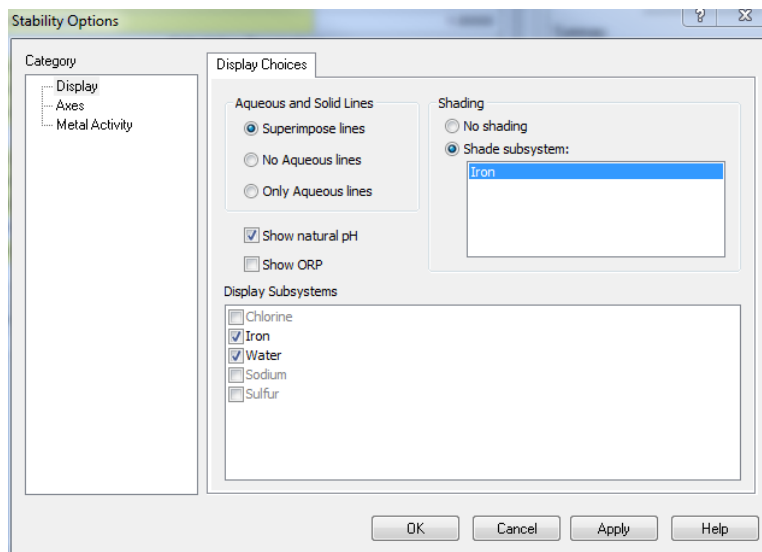 Stability Options
Category
Display
Axes
Metal Activity
Display Choices
Aqueous and Solid Lines
Superimpose lines
No Aqueous lines
Only Aqueous lines
Show natural pH
Show ORP
Shading
No shading
Shade subsystem:
Iron
Display Subsystems
Chlorine
Iron
Water
Sodium
Sulfur
OK
Cancel
Apply
Help